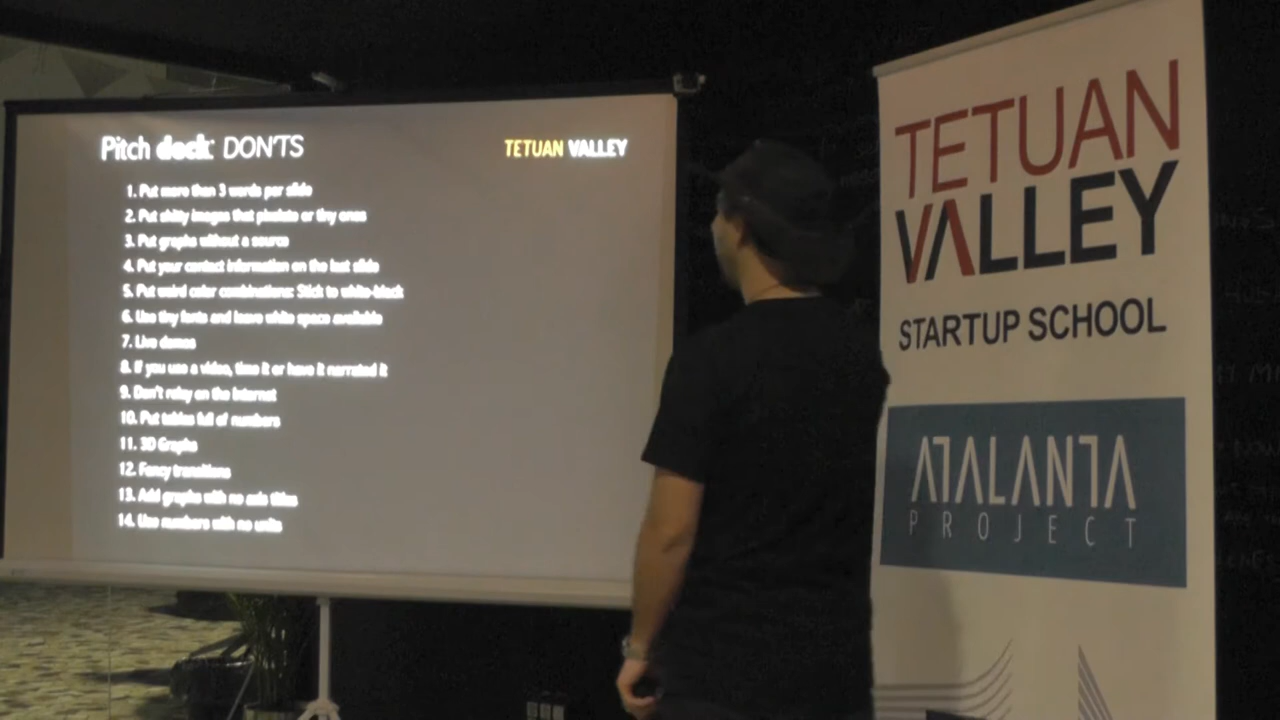 Pitch deck: DON'TS
TETUAN VALLEY
1. Put more than 3 words per slide
2. Put shitty images that pixelate or tiny ones
3. Put graphs without a source
4. Put your contact information on the last slide
5. Put weird color combinations: Stick to white-black
6. Use tiny fonts and leave white space available
7. Live demos
8. If you use a video, time it or have it narrated it
9. Don't relay on the internet
10. Put tables full of numbers
11. 3D Graphs
12. Fancy transitions
13. Add graphs with no axis titles
14. Use numbers with no units
TETUAN
VALLEY
STARTUP SCHOOL
ATALANTA
PROJECT